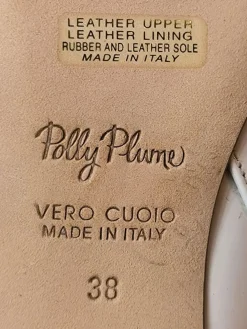 LEATHER UPPER
LEATHER LINING
RUBBER AND LEATHER SOLE
MADE IN ITALY
Polly Plume
VERO CUOIO
MADE IN ITALY
38